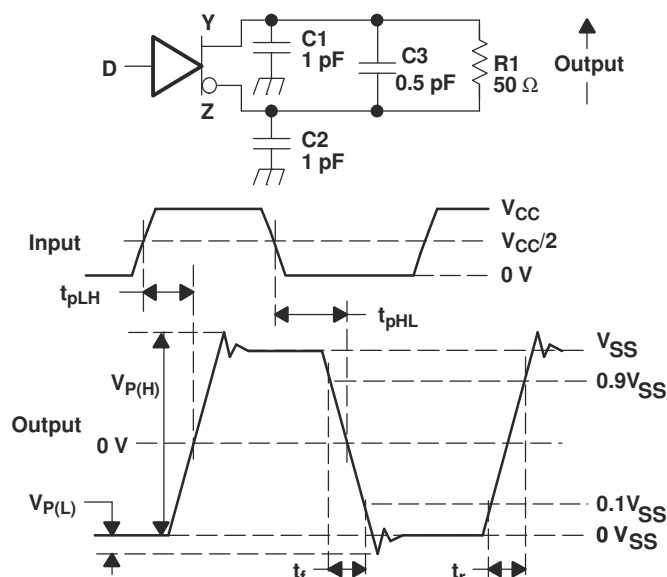 Y
D
Z
C1
1 pF
C2
1 pF
C3
0.5 pF
R1
50 Ω
Output
Input
VCC
VCC/2
0 V
tpLH
tpHL
VP(H)
Output
0 V
VP(L)
VSS
0.9VSS
0.1VSS
0 VSS
tf
tr